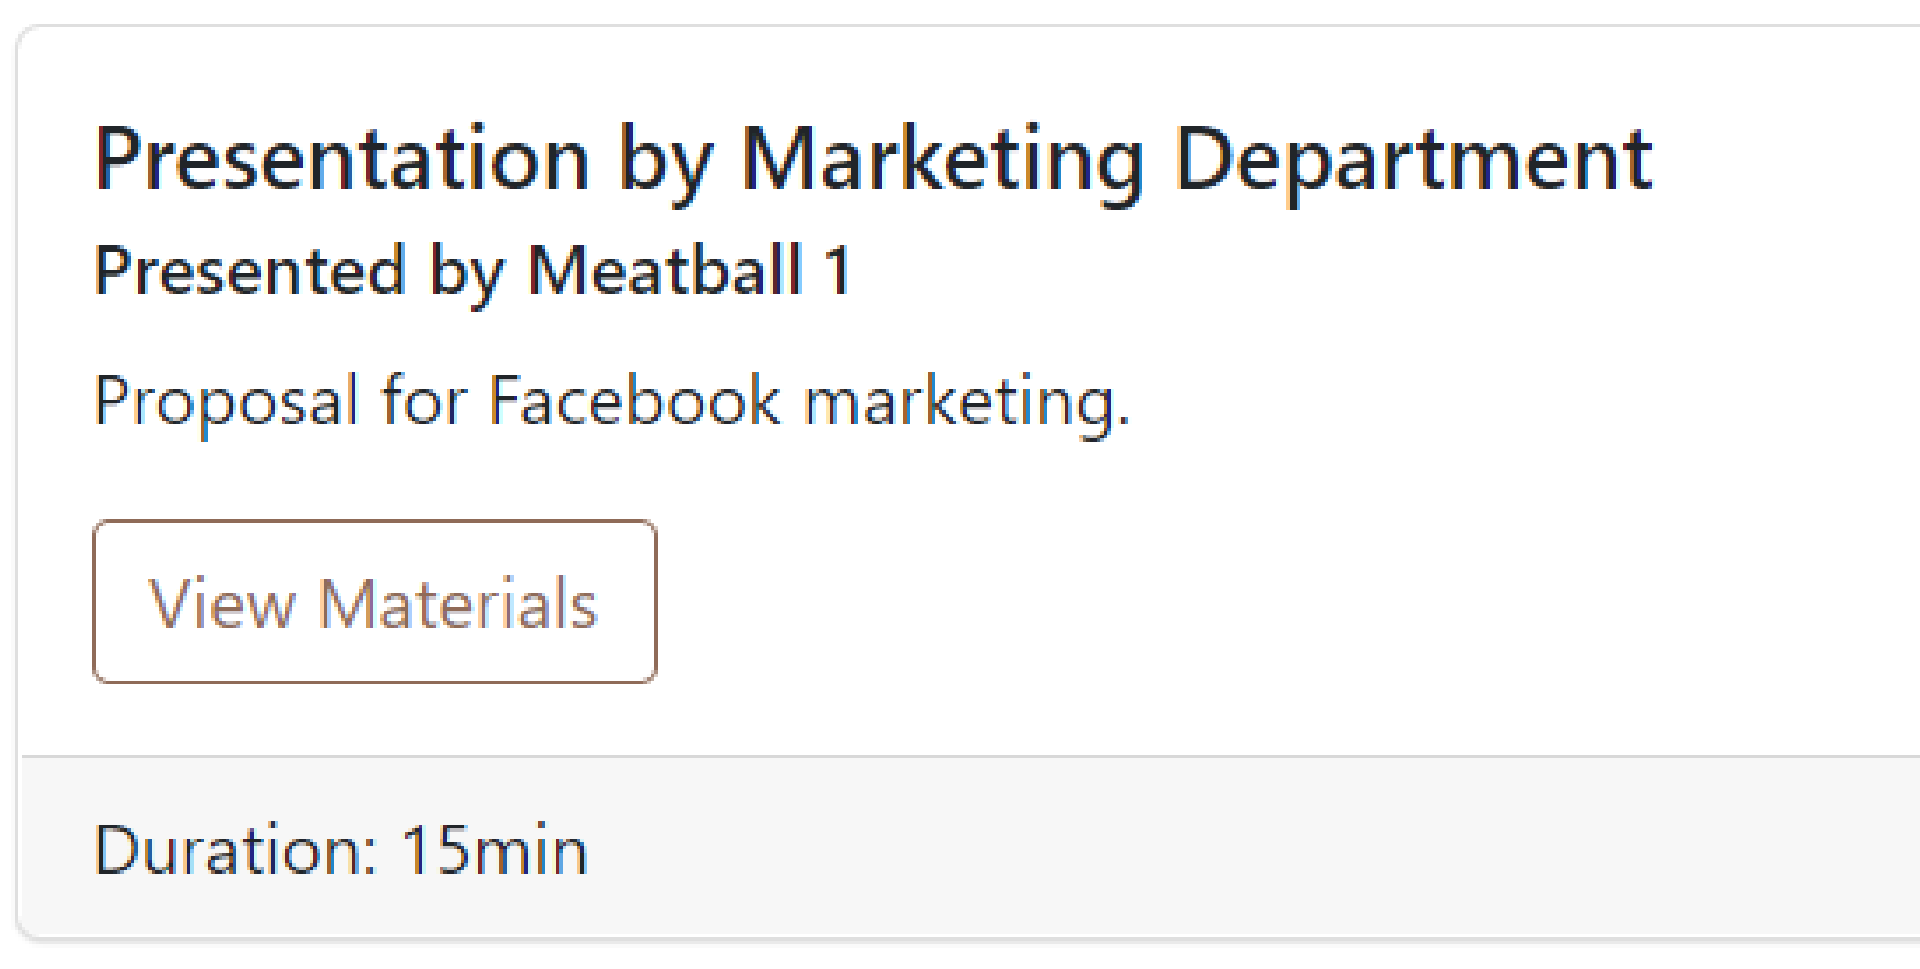 Presentation by Marketing Department
Presented by Meatball 1
Proposal for Facebook marketing.
View Materials
Duration: 15min